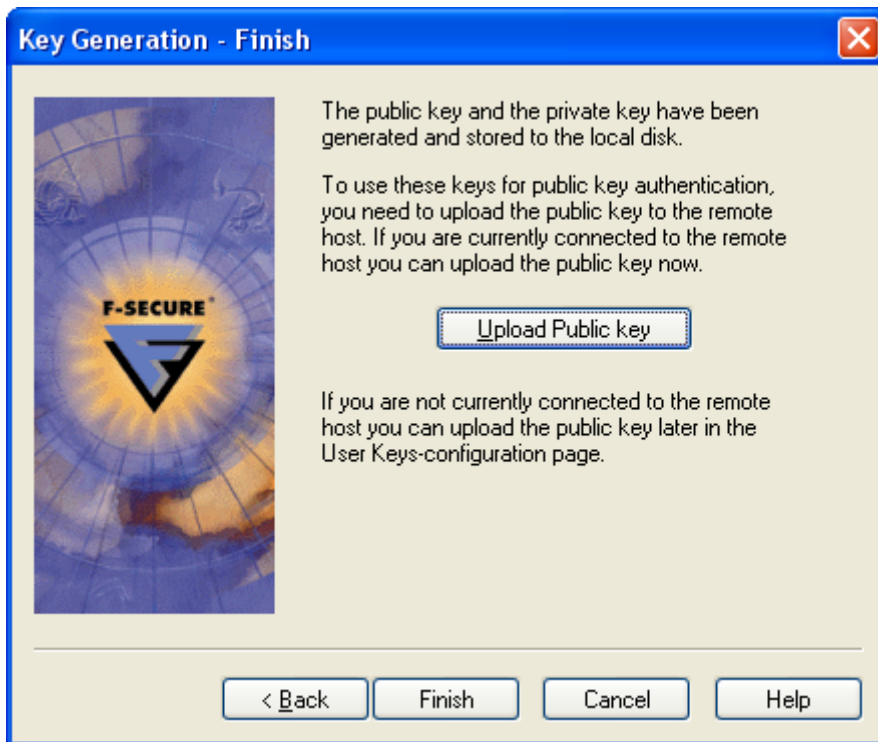 Key Generation - Finish
The public key and the private key have been
generated and stored to the local disk.
To use these keys for public key authentication,
you need to upload the public key to the remote
host. If you are currently connected to the remote
host you can upload the public key now.
F-SECURE®
Upload Public key
If you are not currently connected to the remote
host you can upload the public key later in the
User Keys-configuration page.
< Back
Finish
Cancel
Help